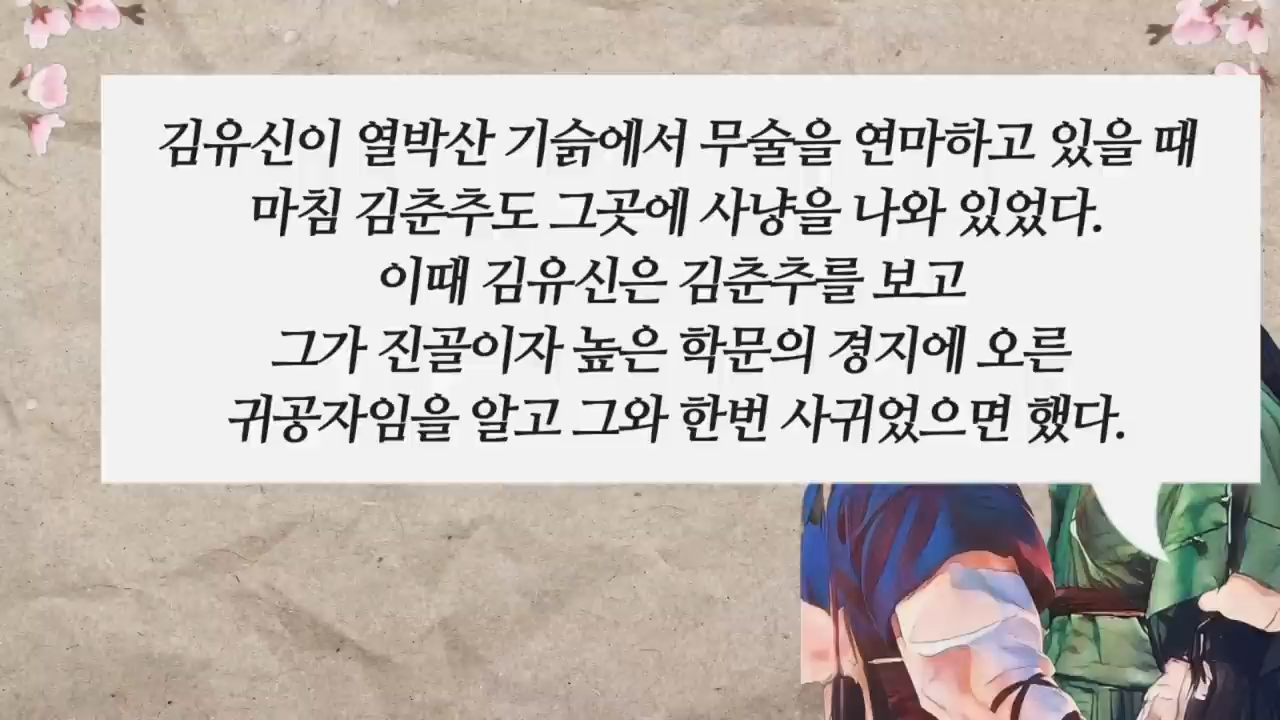 김유신이 열박산 기슭에서 무술을 연마하고 있을 때
마침 김춘추도 그곳에 사냥을 나와 있었다.
이때 김유신은 김춘추를 보고
그가 진골이자 높은 학문의 경지에 오른
귀공자임을 알고 그와 한번 사귀었으면 했다.